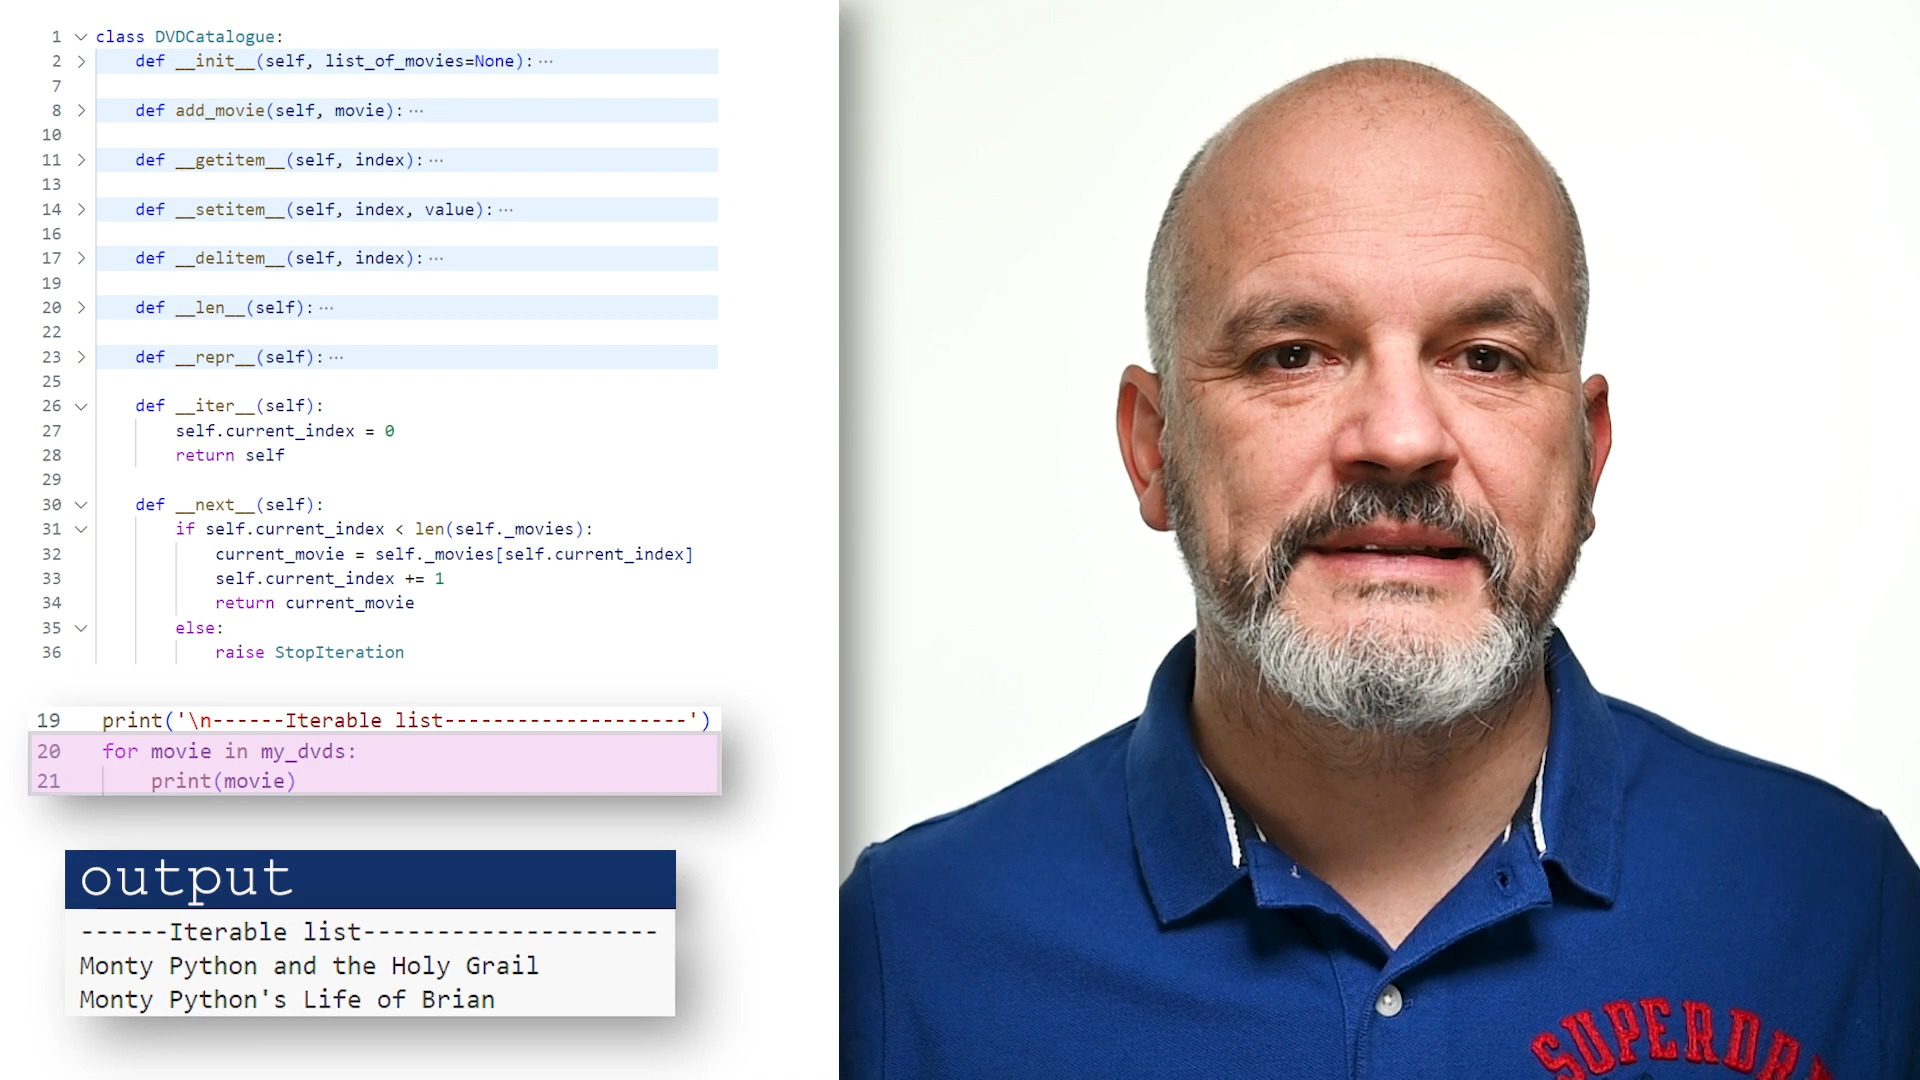 1 class DVDCatalogue:
2 def __init__(self, list_of_movies=None): ...
7
8 def add_movie(self, movie): ...
10
11 def __getitem__(self, index): ...
13
14 def __setitem__(self, index, value): ...
16
17 def __delitem__(self, index): ...
19
20 def __len__(self): ...
22
23 def __repr__(self): ...
25
26 def __iter__(self):
27 self.current_index = 0
28 return self
29
30 def __next__(self):
31 if self.current_index < len(self._movies):
32 current_movie = self._movies[self.current_index]
33 self.current_index += 1
34 return current_movie
35 else:
36 raise StopIteration
19 print('\n------Iterable list--------------------')
20 for movie in my_dvds:
21 print(movie)
output
------Iterable list--------------------
Monty Python and the Holy Grail
Monty Python's Life of Brian